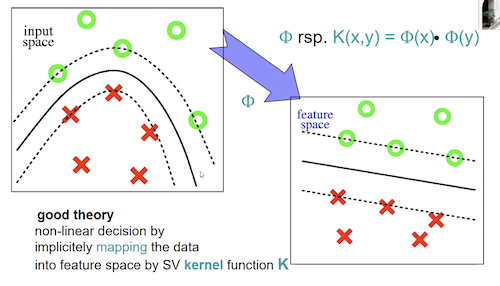 input
space
Φ rsp. K(x,y) = Φ(x)• Φ(y)
Φ
feature
space
good theory
non-linear decision by
implicitely mapping the data
into feature space by SV kernel function K